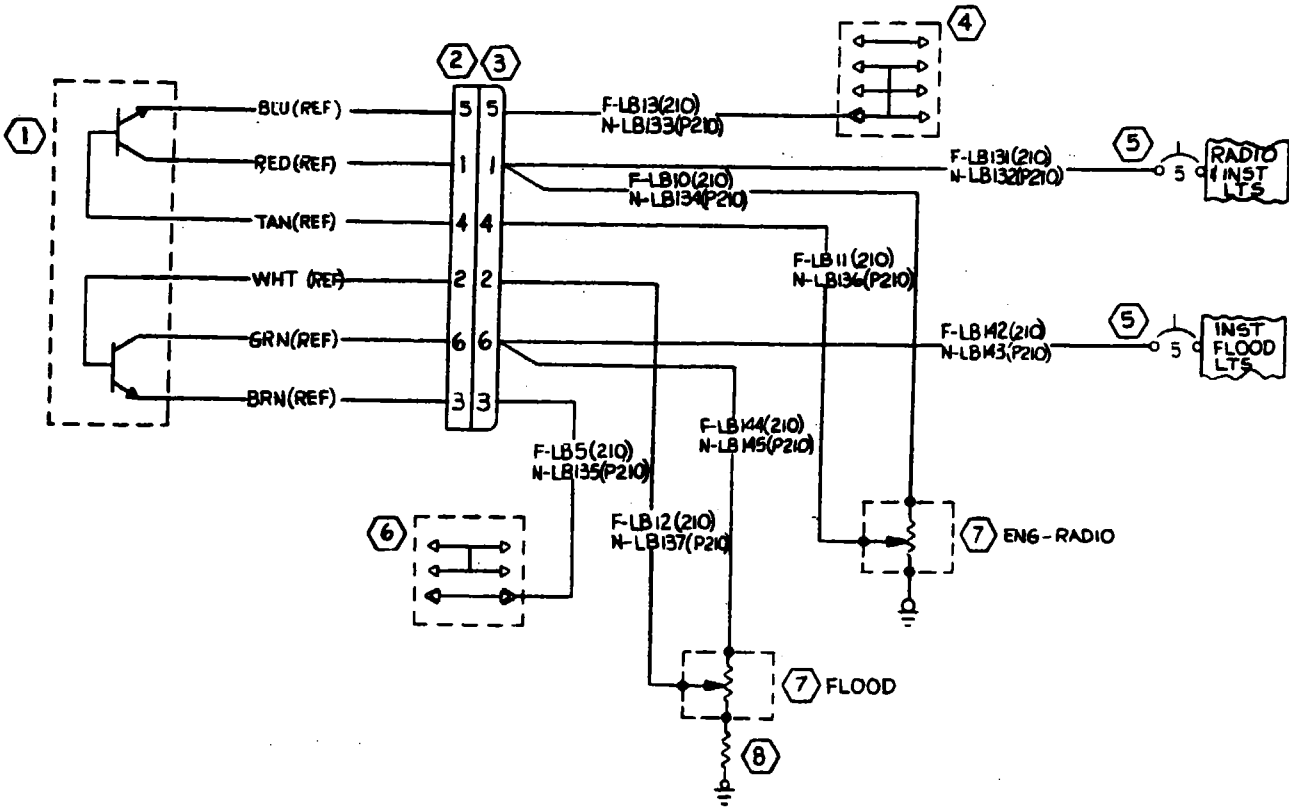 4
2 3
1
BLU(REF)
5 5
F-LB13(210)
N-LB133(P210)
RED(REF)
1 1
F-LB131(210)
N-LB132(P210)
5
5
RADIO
& INST
LTS
F-LB10(210)
N-LB134(P210)
TAN(REF)
4 4
F-LB11(210)
N-LB136(P210)
WHT (REF)
2 2
GRN(REF)
6 6
F-LB142(210)
N-LB143(P210)
5
5
INST
FLOOD
LTS
BRN(REF)
3 3
F-LB5(210)
N-LB135(P210)
F-LB144(210)
N-LB145(P210)
6
F-LB12(210)
N-LB137(P210)
7 ENG-RADIO
7 FLOOD
8